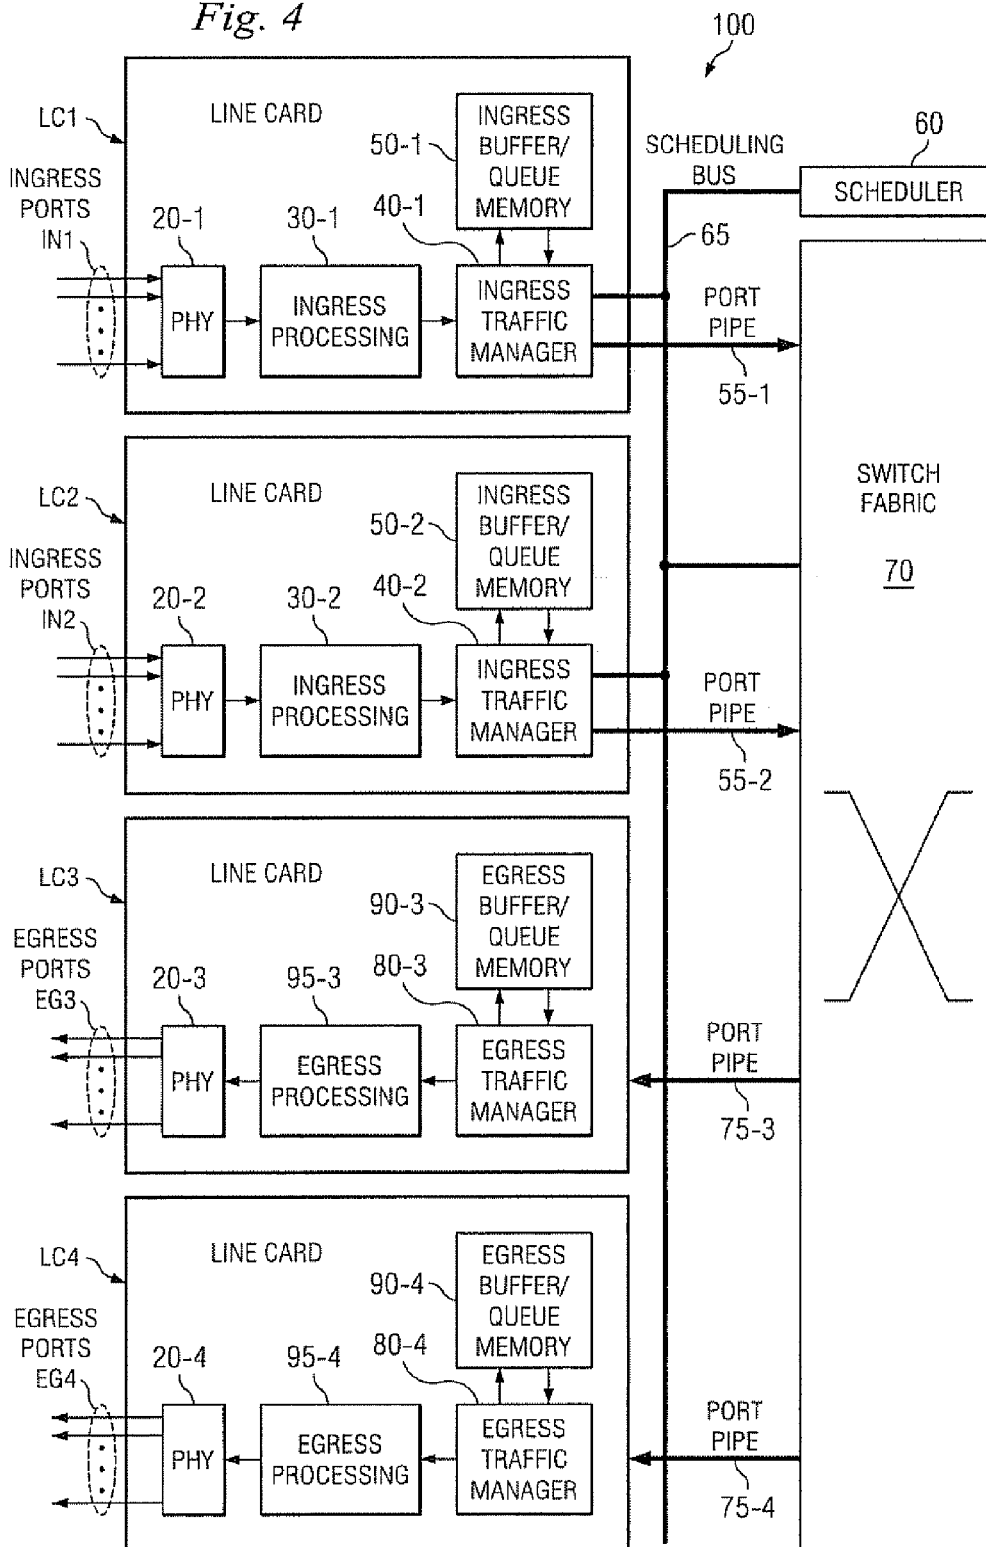 Fig. 4
100
LC1
LINE CARD
50-1
INGRESS
BUFFER/
QUEUE
MEMORY
SCHEDULING
BUS
60
SCHEDULER
INGRESS
PORTS
IN1
20-1
30-1
40-1
65
PHY
INGRESS
PROCESSING
INGRESS
TRAFFIC
MANAGER
PORT
PIPE
55-1
LC2
LINE CARD
50-2
INGRESS
BUFFER/
QUEUE
MEMORY
SWITCH
FABRIC
70
INGRESS
PORTS
IN2
20-2
30-2
40-2
PHY
INGRESS
PROCESSING
INGRESS
TRAFFIC
MANAGER
PORT
PIPE
55-2
LC3
LINE CARD
90-3
EGRESS
BUFFER/
QUEUE
MEMORY
EGRESS
PORTS
EG3
20-3
95-3
80-3
PHY
EGRESS
PROCESSING
EGRESS
TRAFFIC
MANAGER
PORT
PIPE
75-3
LC4
LINE CARD
90-4
EGRESS
BUFFER/
QUEUE
MEMORY
EGRESS
PORTS
EG4
20-4
95-4
80-4
PHY
EGRESS
PROCESSING
EGRESS
TRAFFIC
MANAGER
PORT
PIPE
75-4